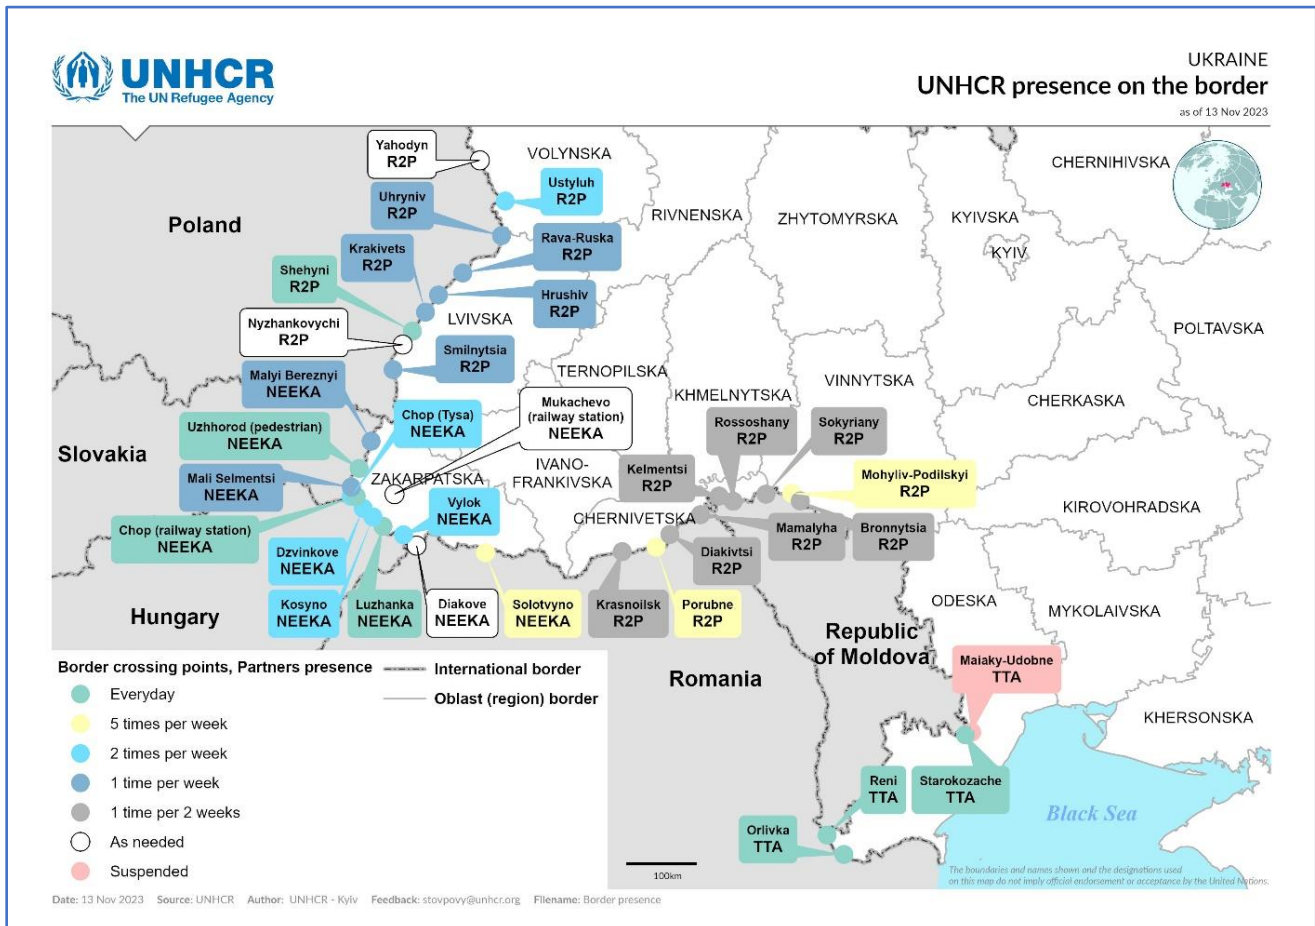 UNHCR
The UN Refugee Agency
UKRAINE
UNHCR presence on the border
as of 13 Nov 2023
Yahodyn
R2P
VOLYNSKA
Ustyluh
R2P
Uhryniv
R2P
Poland
Rava-Ruska
R2P
Krakivets
R2P
Shehyni
R2P
Hrushiv
R2P
Nyzhankovychi
R2P
LVIVSKA
Smilnytsia
R2P
RIVNENSKA
ZHYTOMYRSKA
KYIVSKA
KYIV
CHERNIHIVSKA
POLTAVSKA
TERNOPILSKA
KHMELNYTSKA
VINNYTSKA
CHERKASKA
KIROVOHRADSKA
Malyi Bereznyi
NEEKA
Chop (Tysa)
NEEKA
Mukachevo
(railway station)
NEEKA
Uzhhorod (pedestrian)
NEEKA
Slovakia
Mali Selmentsi
NEEKA
ZAKARPATSKA
IVANO-
FRANKIVSKA
Chop (railway station)
NEEKA
Vylok
NEEKA
Dzvinkove
NEEKA
Kosyno
NEEKA
Luzhanka
NEEKA
Diakove
NEEKA
Solotvyno
NEEKA
Hungary
Rossoshany
R2P
Sokyriany
R2P
Kelmentsi
R2P
Mohyliv-Podilskyi
R2P
CHERNIVETSKA
Mamalyha
R2P
Bronnytsia
R2P
Diakivtsi
R2P
Krasnoilsk
R2P
Porubne
R2P
ODESKA
MYKOLAIVSKA
Republic
of Moldova
Romania
Maiaky-Udobne
TTA
KHERSONSKA
Reni
TTA
Starokozache
TTA
Orlivka
TTA
Black Sea
Border crossing points, Partners presence
Everyday
5 times per week
2 times per week
1 time per week
1 time per 2 weeks
As needed
Suspended
International border
Oblast (region) border
100km
The boundaries and names shown and the designations used
on this map do not imply official endorsement or acceptance by the United Nations.
Date: 13 Nov 2023 Source: UNHCR Author: UNHCR - Kyiv Feedback: stovpovy@unhcr.org Filename: Border presence